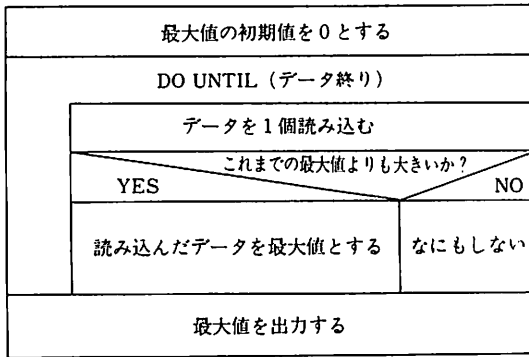 最大値の初期値を0とする
DO UNTIL (データ終り)
データを1個読み込む
これまでの最大値よりも大きいか?
YES
NO
読み込んだデータを最大値とする
なにもしない
最大値を出力する